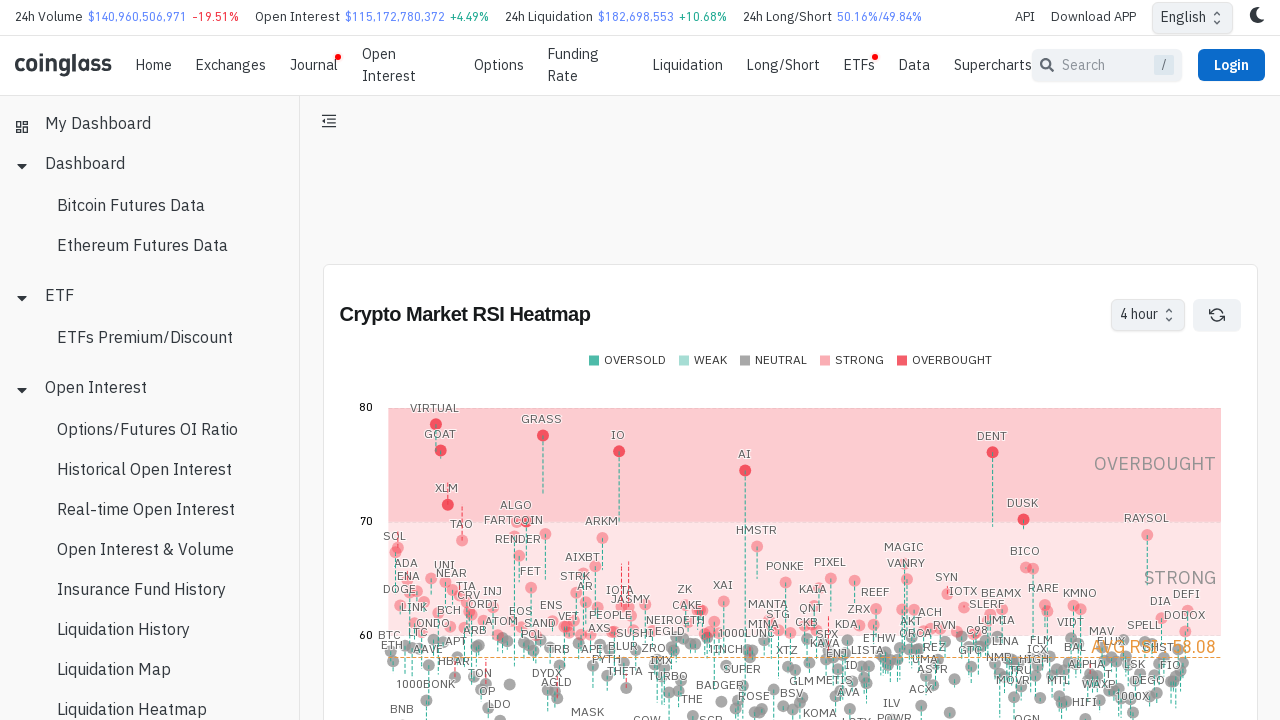 24h Volume $140,960,506,971 -19.51% Open Interest $115,172,780,372 +4.49% 24h Liquidation $182,698,553 +10.68% 24h Long/Short 50.16%/49.84% API Download APP English
coinglass Home Exchanges Journal Open Interest Options Funding Rate Liquidation Long/Short ETFs Data Supercharts Search / Login
My Dashboard
Dashboard
Bitcoin Futures Data
Ethereum Futures Data
ETF
ETFs Premium/Discount
Open Interest
Options/Futures OI Ratio
Historical Open Interest
Real-time Open Interest
Open Interest & Volume
Insurance Fund History
Liquidation History
Liquidation Map
Liquidation Heatmap
Crypto Market RSI Heatmap 4 hour
OVERSOLD WEAK NEUTRAL STRONG OVERBOUGHT
80
VIRTUAL
GRASS
GOAT IO DENT
AI
OVERBOUGHT
XLM
ALGO DUSK
70 TAO FARTCOIN ARKM RAYSOL
SOL RENDER HMSTR
AIXBT MAGIC BICO
ADA UNI FET PONKE PIXEL VANRY
ENA NEAR STRK SYN STRONG
DOGE TIA INJ AR IOTA ZK XAI KAIA REEF IOTX BEAMX RARE KMNO DEFI
CRV JASMY
LINK BCH ORDI EOS ENS PEOPLE CAKE MANTA QNT ZRX ACH SLERF DIA
ONDO ATOM SAND VET NEIROETH STG CKB KDA AKT RVN LUMIA VIDT SPELL DODOX
60 BTC LTC ARB POL AXS SUSHI EGLD 1000LUNC MINA SPX ORCA C98 MAV
ETH AAVE APT TRB APE BLUR ZRO 1INCH XTZ KAVA ETHW REZ LINA FLM FLUX GHST
AVG RSI : 58.08
HBAR PYTH IMX SUPER ENJ LISTA UMA GTC ICX BAL
TON DYDX THETA TURBO ID ASTR NMR HIGH ALPHA LSK FIO
1000BONK OP AGLD BADGER GLM METIS ACX TRU MTL WAXP DEGO
LDO THE ROSE BSV AVA MOVR HIFI 1000X
BNB MASK KOMA ILV
COW SCR POWR OGN